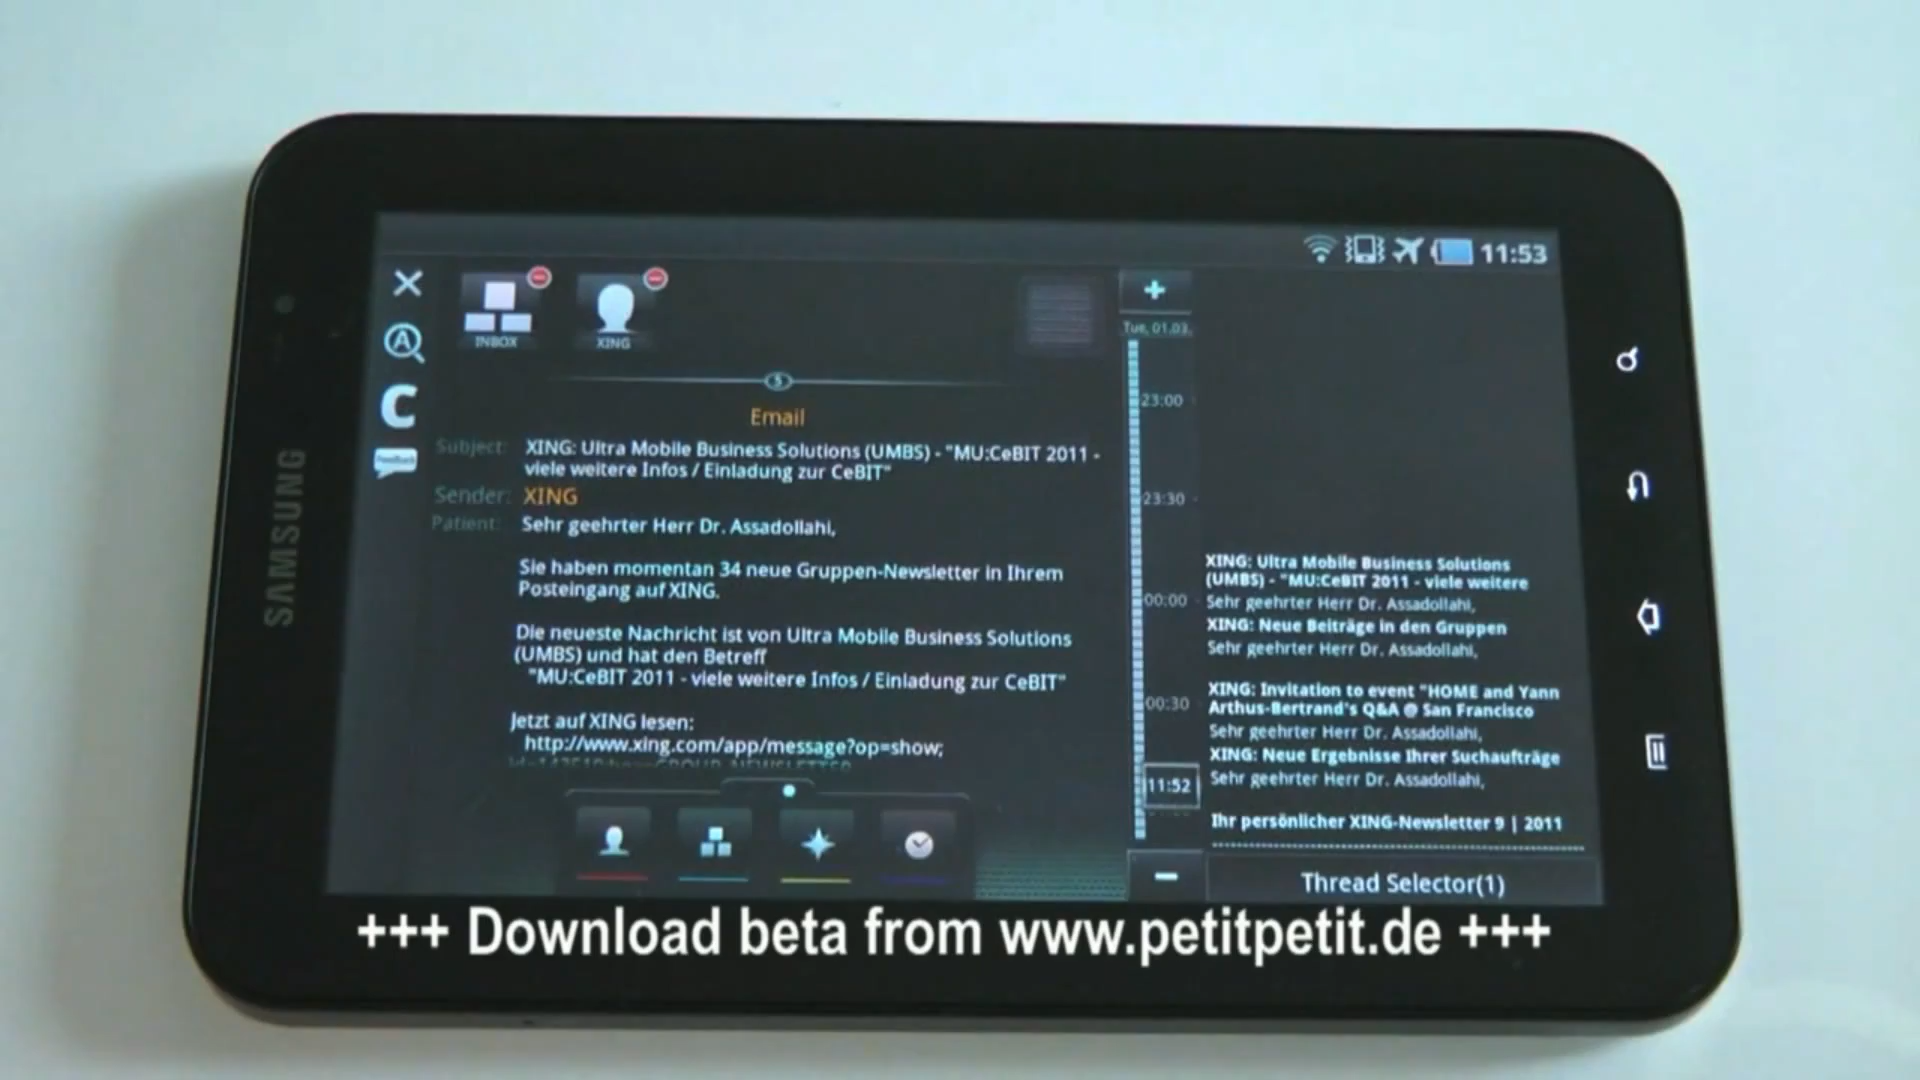 SAMSUNG
11:53
INBOX
XING
5
Email
Subject: XING: Ultra Mobile Business Solutions (UMBS) - "MU:CeBIT 2011 -
viele weitere Infos / Einladung zur CeBIT"
Sender: XING
Patient: Sehr geehrter Herr Dr. Assadollahi,
Sie haben momentan 34 neue Gruppen-Newsletter in Ihrem
Posteingang auf XING.
Die neueste Nachricht ist von Ultra Mobile Business Solutions
(UMBS) und hat den Betreff
"MU:CeBIT 2011 - viele weitere Infos / Einladung zur CeBIT"
Jetzt auf XING lesen:
http://www.xing.com/app/message?op=show;
A
C
Feedback
+
Tue, 01.03.
23:00
23:30
00:00
00:30
11:52
XING: Ultra Mobile Business Solutions
(UMBS) - "MU:CeBIT 2011 - viele weitere
Sehr geehrter Herr Dr. Assadollahi,
XING: Neue Beiträge in den Gruppen
Sehr geehrter Herr Dr. Assadollahi,
XING: Invitation to event "HOME and Yann
Arthus-Bertrand's Q&A @ San Francisco
Sehr geehrter Herr Dr. Assadollahi,
XING: Neue Ergebnisse Ihrer Suchaufträge
Sehr geehrter Herr Dr. Assadollahi,
Ihr persönlicher XING-Newsletter 9 | 2011
Thread Selector(1)
+++ Download beta from www.petitpetit.de +++